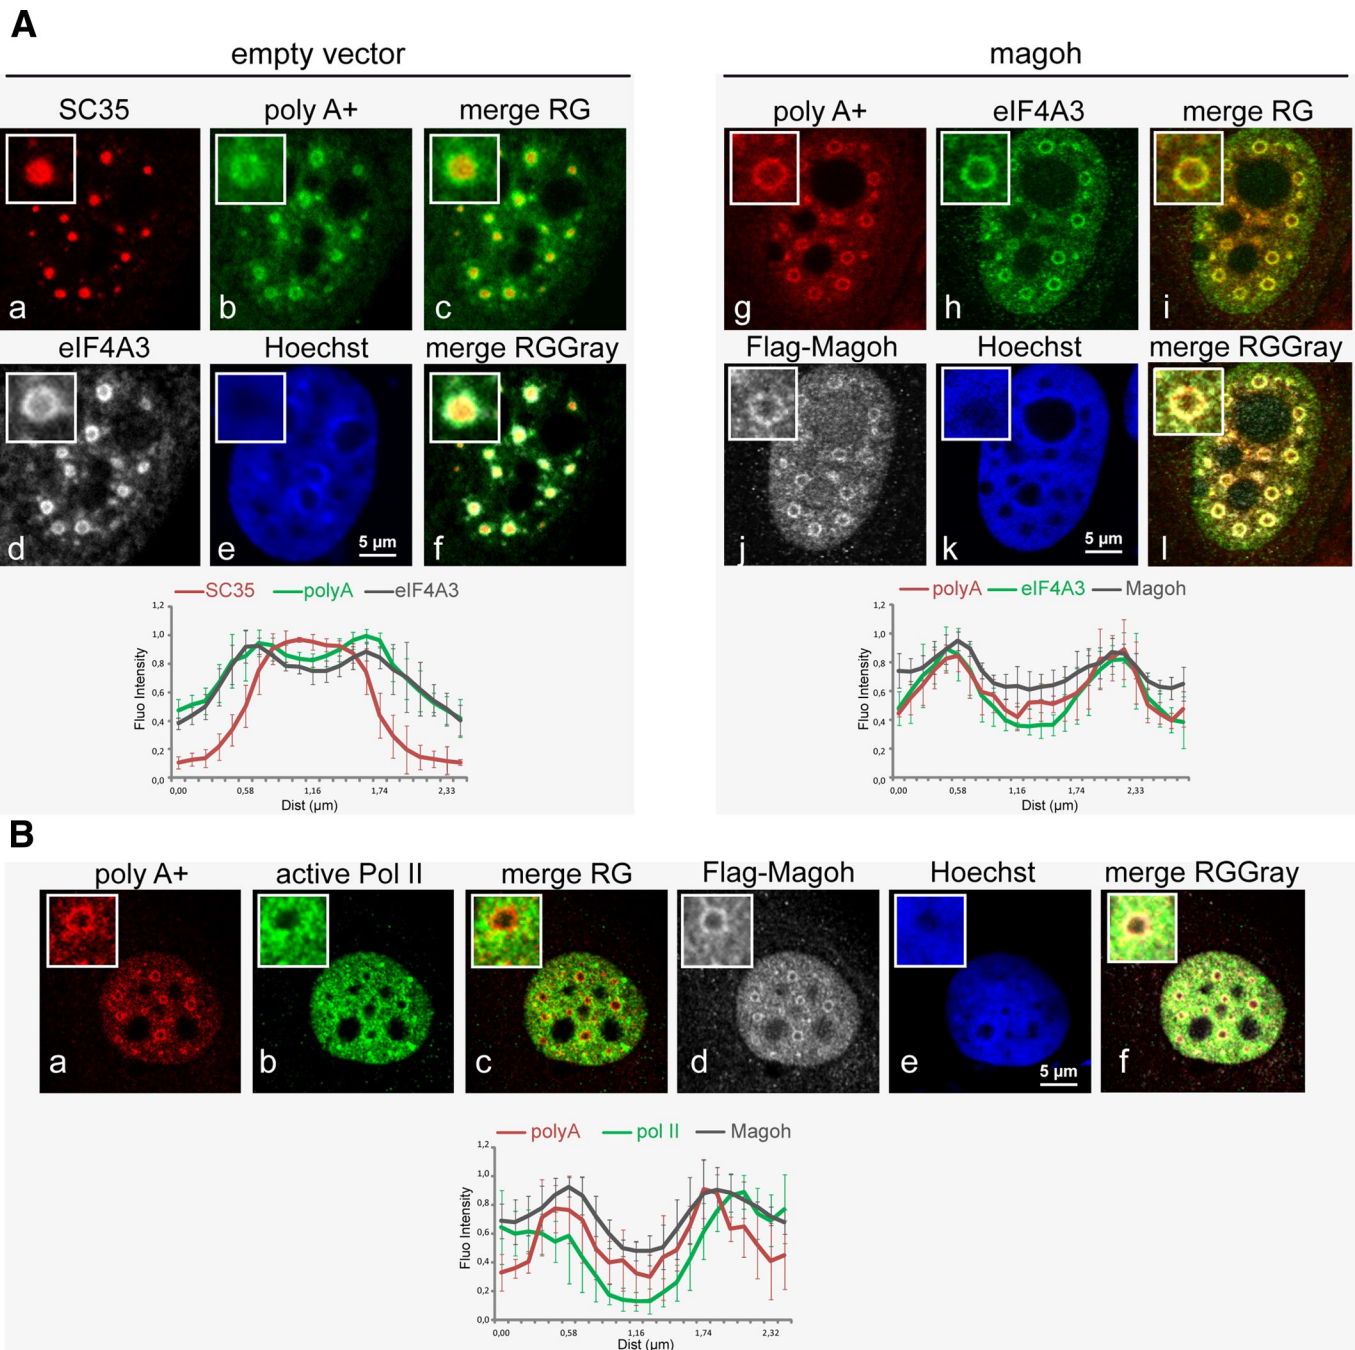 A
empty vector
magoh
SC35 poly A+ merge RG
poly A+ eIF4A3 merge RG
a b c
g h i
eIF4A3 Hoechst merge RGGray
Flag-Magoh Hoechst merge RGGray
d e 5 µm f
j k 5 µm l
SC35 polyA eIF4A3
Fluo Intensity
1,2
1,0
0,8
0,6
0,4
0,2
0,0
0,00 0,58 1,16 1,74 2,33
Dist (µm)
polyA eIF4A3 Magoh
Fluo Intensity
1,2
1,0
0,8
0,6
0,4
0,2
0,0
0,00 0,58 1,16 1,74 2,33
Dist (µm)
B
poly A+ active Pol II merge RG Flag-Magoh Hoechst merge RGGray
a b c d e 5 µm f
polyA pol II Magoh
Fluo Intensity
1,2
1,0
0,8
0,6
0,4
0,2
0,0
0,00 0,58 1,16 1,74 2,32
Dist (µm)